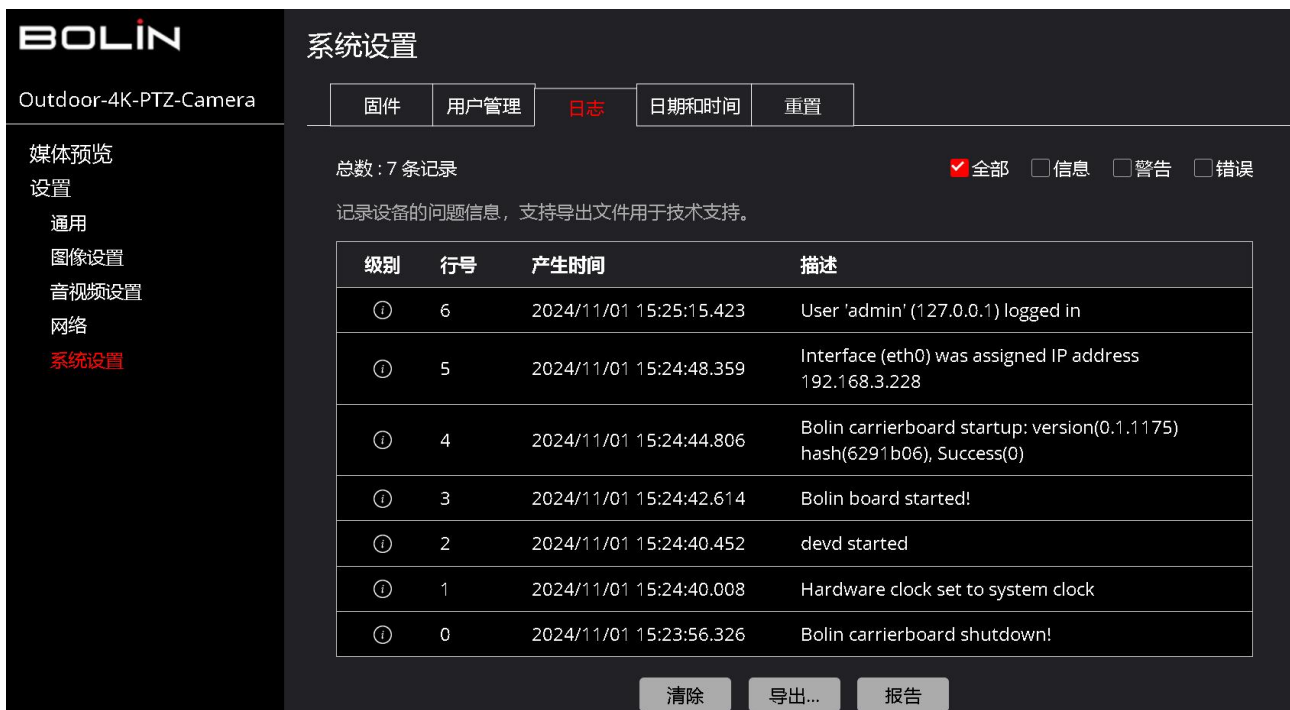 BOLIN
Outdoor-4K-PTZ-Camera
媒体预览
设置
通用
图像设置
音视频设置
网络
系统设置
系统设置
固件 用户管理 日志 日期和时间 重置
总数 : 7 条记录 全部 信息 警告 错误
记录设备的问题信息，支持导出文件用于技术支持。
级别 行号 产生时间 描述
6 2024/11/01 15:25:15.423 User 'admin' (127.0.0.1) logged in
5 2024/11/01 15:24:48.359 Interface (eth0) was assigned IP address
192.168.3.228
4 2024/11/01 15:24:44.806 Bolin carrierboard startup: version(0.1.1175)
hash(6291b06), Success(0)
3 2024/11/01 15:24:42.614 Bolin board started!
2 2024/11/01 15:24:40.452 devd started
1 2024/11/01 15:24:40.008 Hardware clock set to system clock
0 2024/11/01 15:23:56.326 Bolin carrierboard shutdown!
清除 导出... 报告